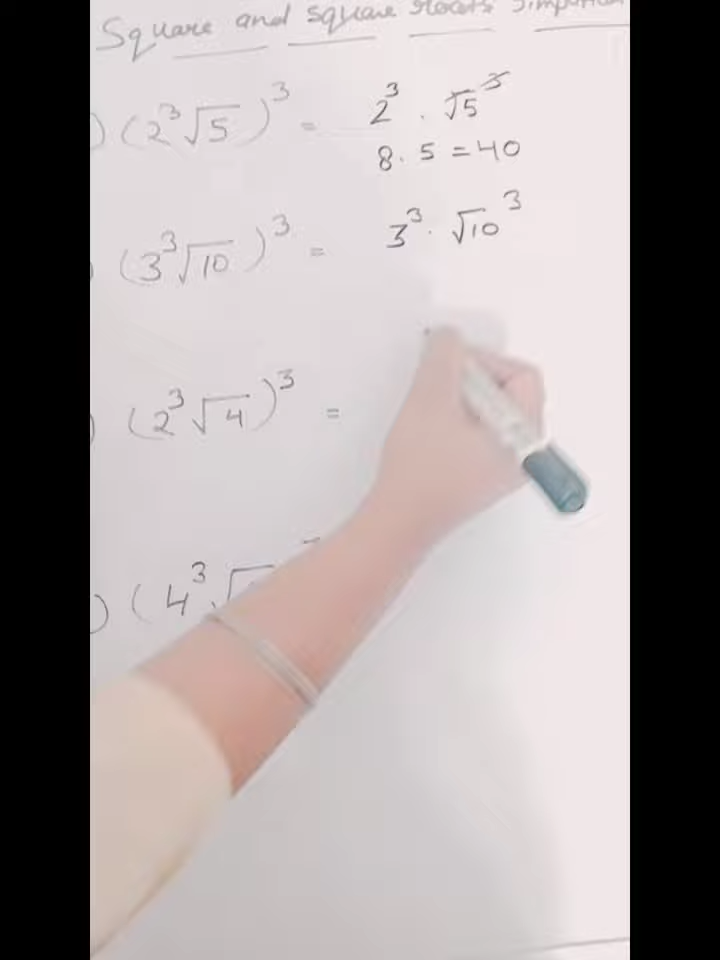 Square and square roots
) (2³√5)³ = 2³ · √5³
8 · 5 = 40
) (3³√10)³ = 3³ · √10³
) (2³√4)³ =
) (4³√